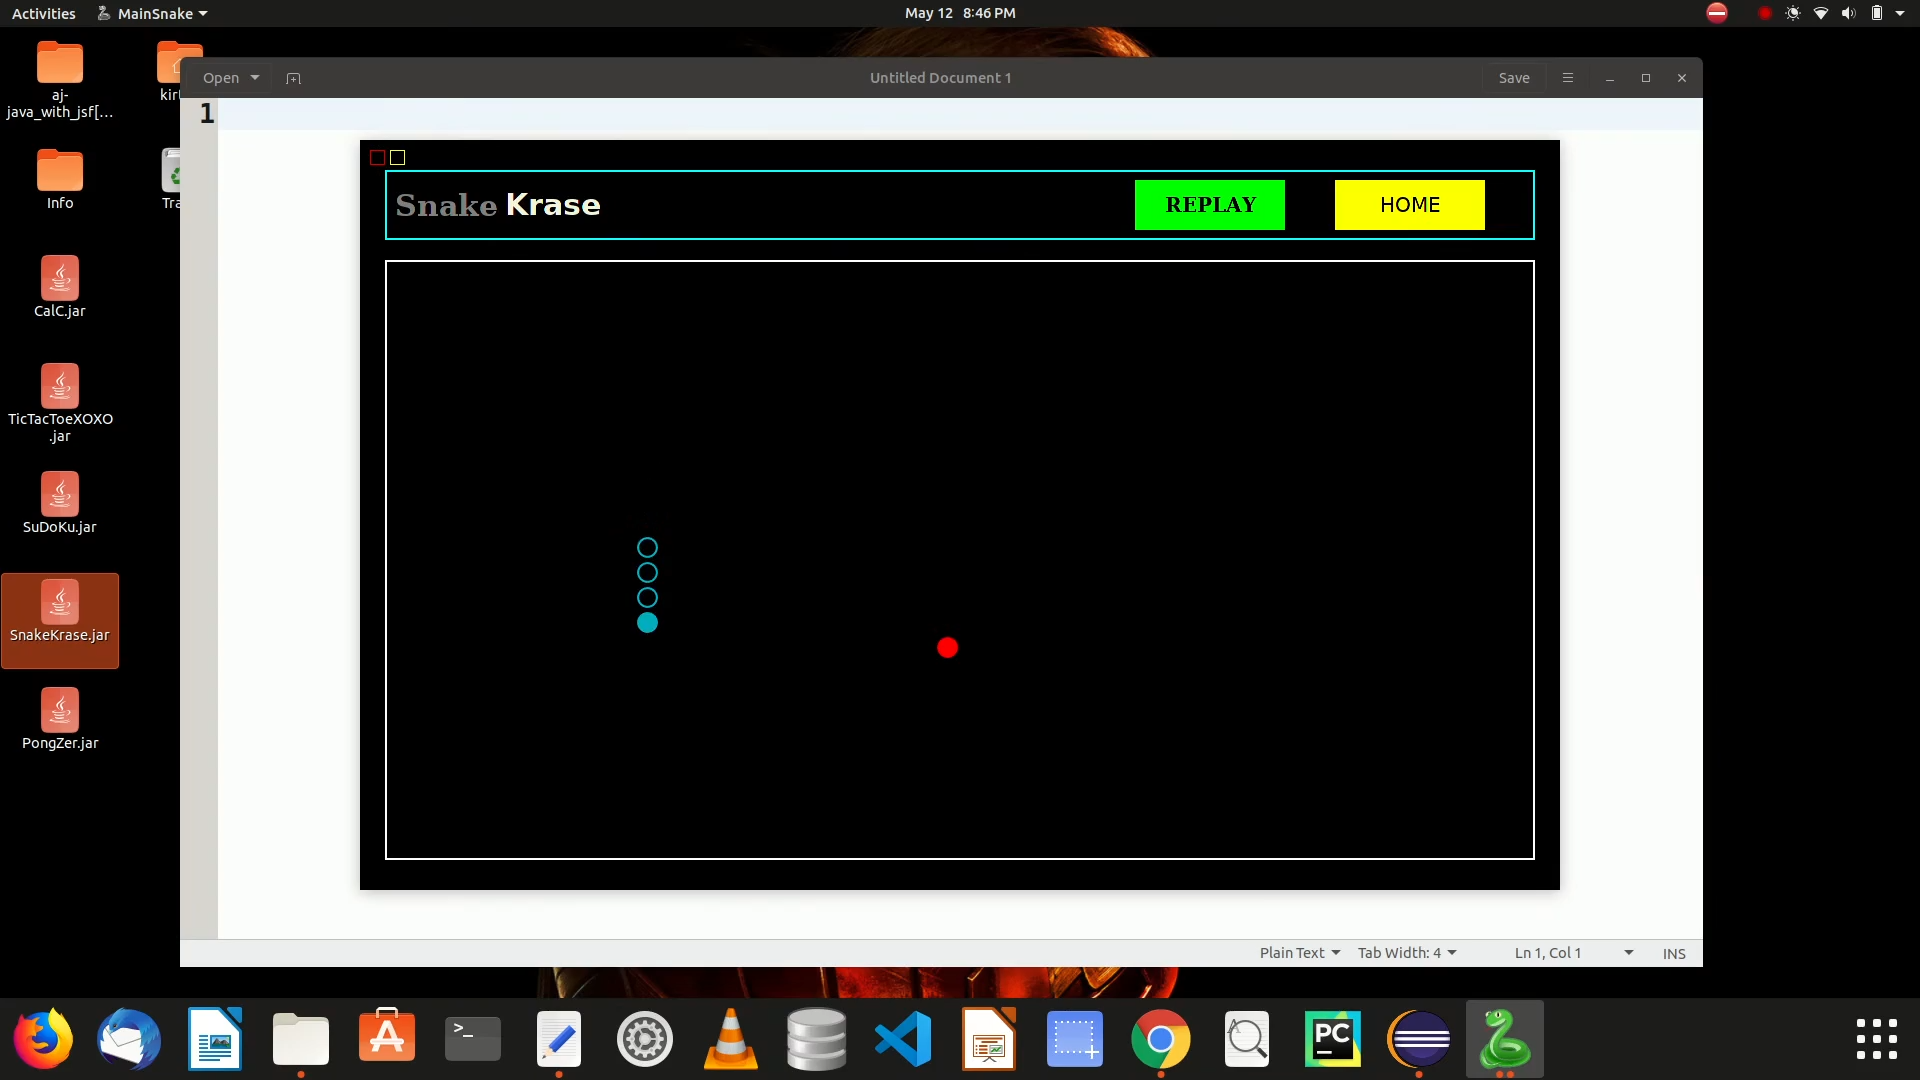 Activities MainSnake May 12 8:46 PM
Open Untitled Document 1 Save
1
aj-
java_with_jsf[...
Info
CalC.jar
TicTacToeXOXO
.jar
SuDoKu.jar
SnakeKrase.jar
PongZer.jar
Snake Krase REPLAY HOME
Plain Text Tab Width: 4 Ln 1, Col 1 INS
>_
A
PC